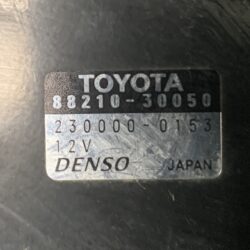 TOYOTA
88210-30050
230000-0153
12V
DENSO JAPAN